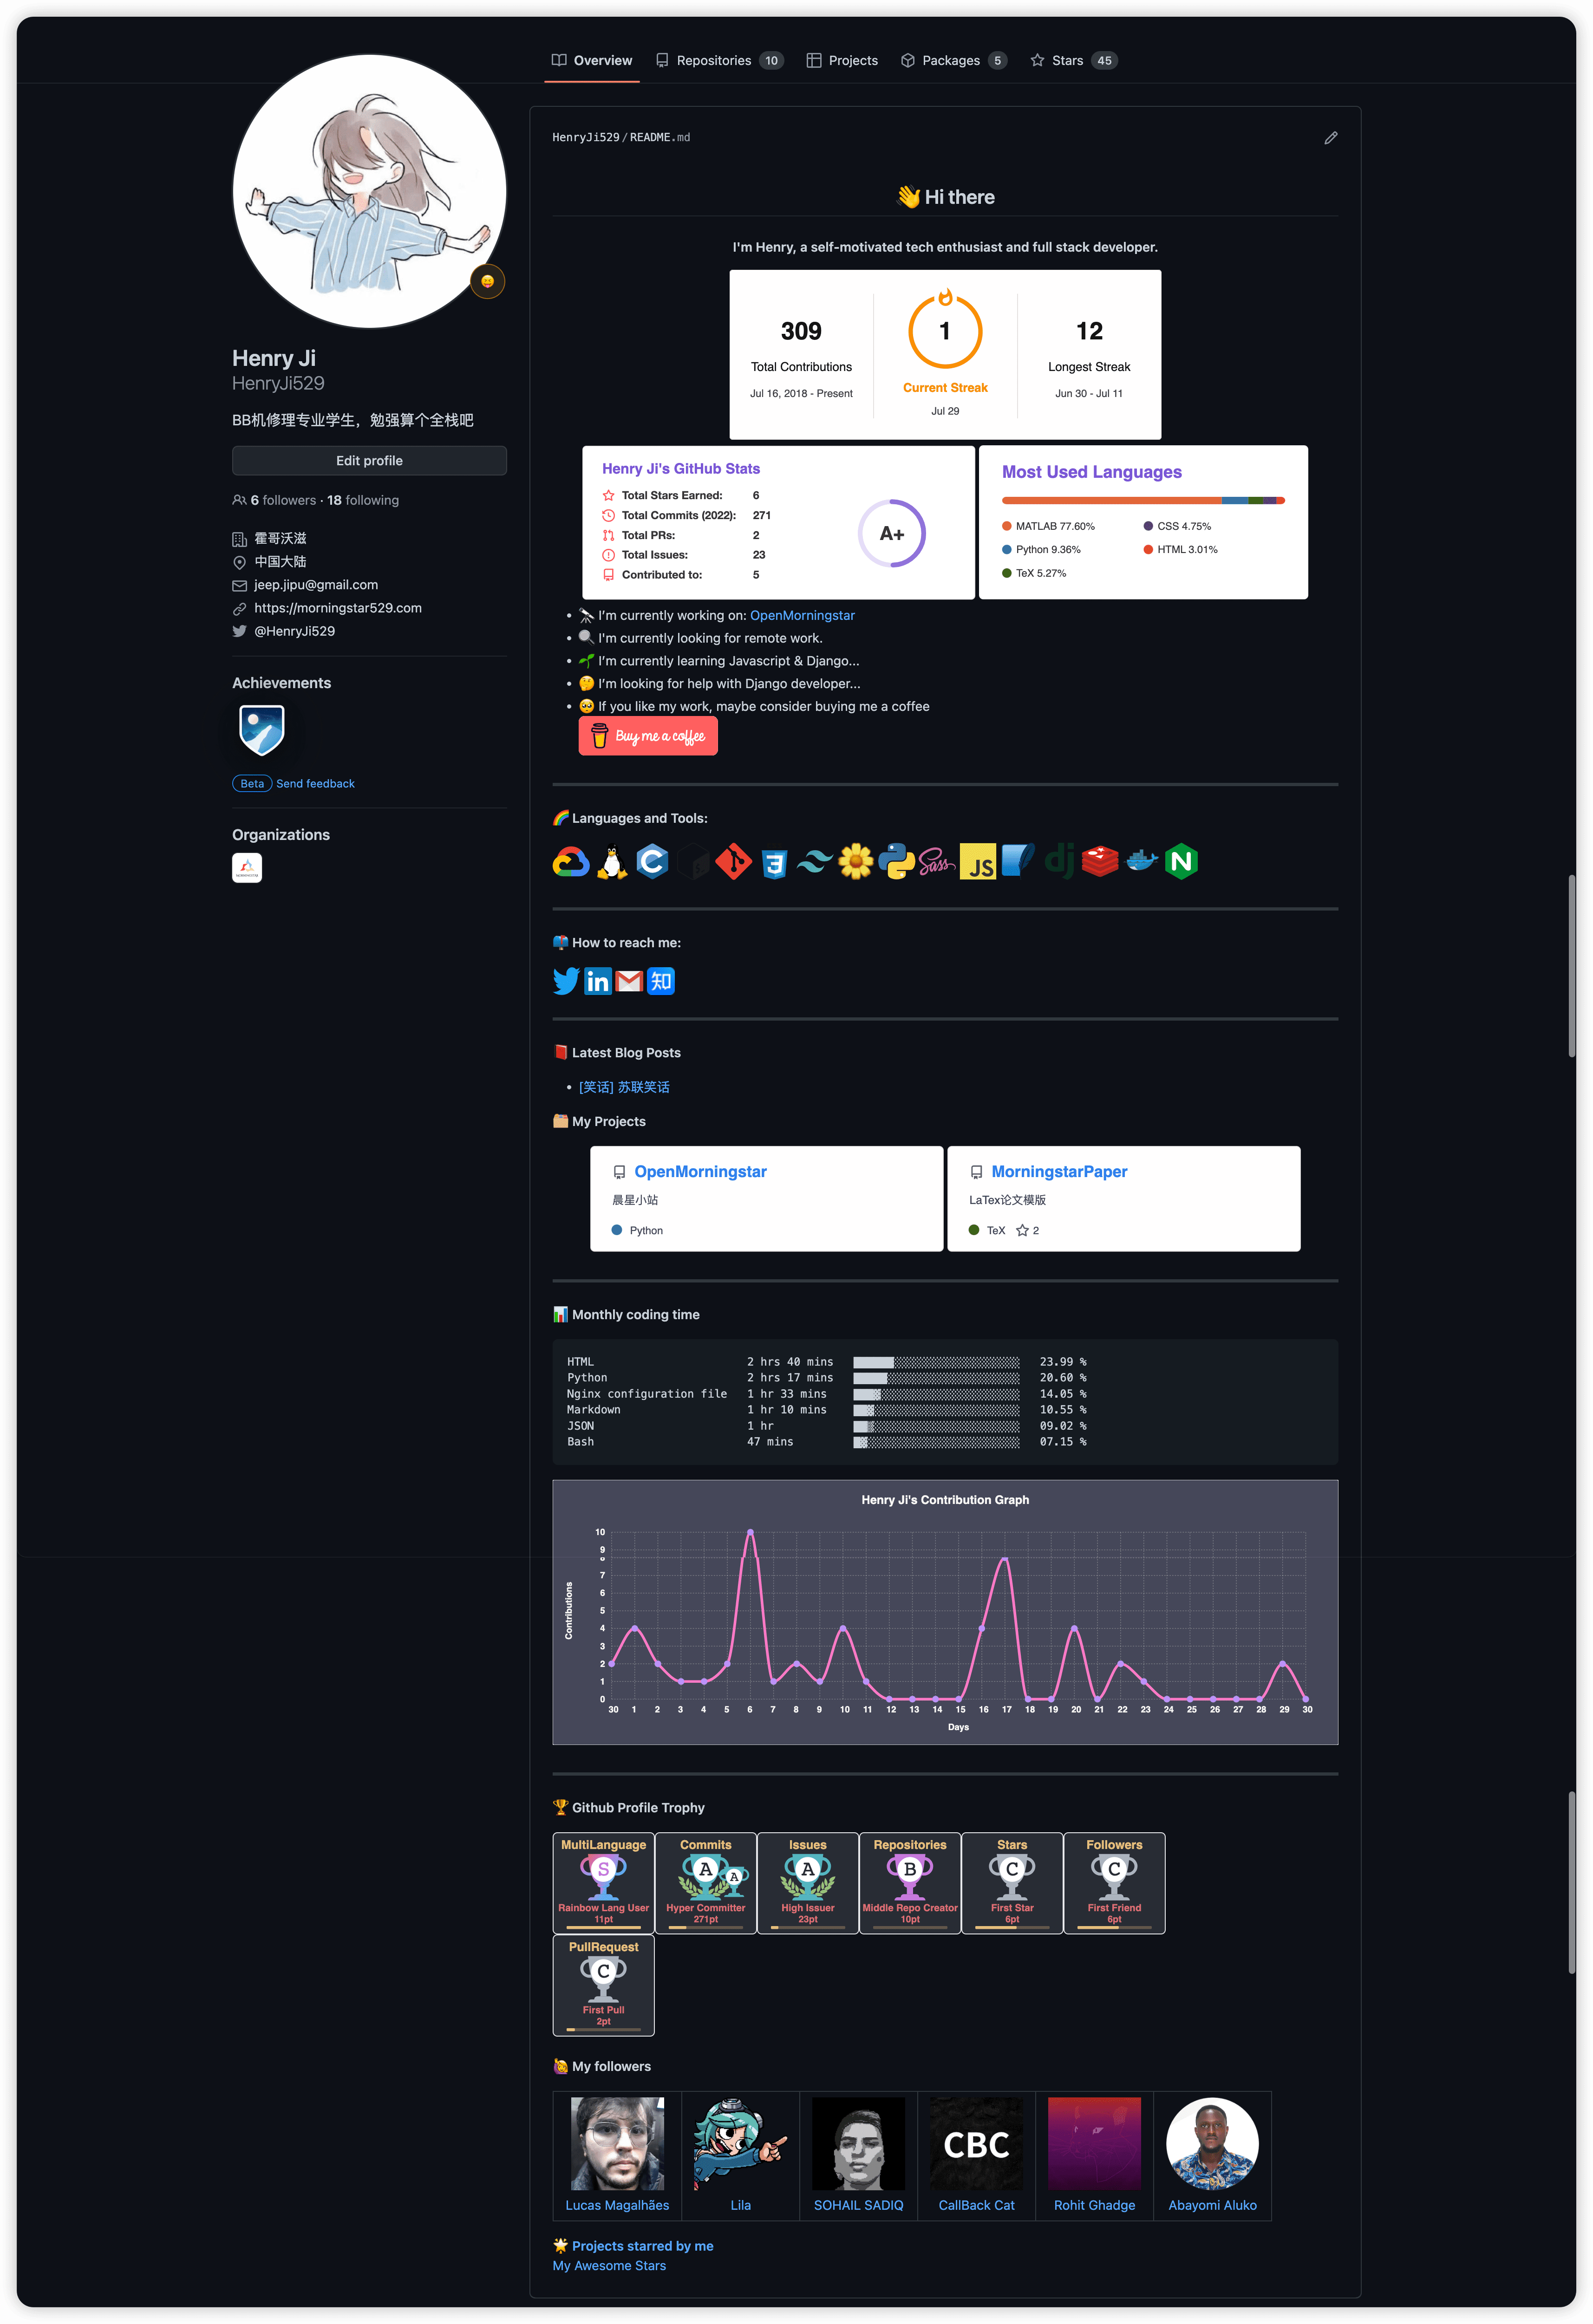 Overview Repositories 10 Projects Packages 5 Stars 45
Henry Ji
HenryJi529
BB机修理专业学生，勉强算个全栈吧
Edit profile
6 followers · 18 following
霍哥沃滋
中国大陆
jeep.jipu@gmail.com
https://morningstar529.com
@HenryJi529
Achievements
Beta Send feedback
Organizations
HenryJi529/README.md
👋 Hi there
I'm Henry, a self-motivated tech enthusiast and full stack developer.
309
Total Contributions
Jul 16, 2018 - Present
1
Current Streak
Jul 29
12
Longest Streak
Jun 30 - Jul 11
Henry Ji's GitHub Stats
Total Stars Earned: 6
Total Commits (2022): 271
Total PRs: 2
Total Issues: 23
Contributed to: 5
A+
Most Used Languages
MATLAB 77.60%
CSS 4.75%
Python 9.36%
HTML 3.01%
TeX 5.27%
• 🔭 I’m currently working on: OpenMorningstar
• 🔍 I'm currently looking for remote work.
• 🌱 I’m currently learning Javascript & Django...
• 🤔 I’m looking for help with Django developer...
• 🥺 If you like my work, maybe consider buying me a coffee
Buy me a coffee
🌈 Languages and Tools:
C
3
Sass
JS
dj
N
📫 How to reach me:
in
知
📕 Latest Blog Posts
• [笑话] 苏联笑话
🗂️ My Projects
OpenMorningstar
晨星小站
Python
MorningstarPaper
LaTex论文模版
TeX 2
📊 Monthly coding time
HTML 2 hrs 40 mins 23.99 %
Python 2 hrs 17 mins 20.60 %
Nginx configuration file 1 hr 33 mins 14.05 %
Markdown 1 hr 10 mins 10.55 %
JSON 1 hr 09.02 %
Bash 47 mins 07.15 %
Henry Ji's Contribution Graph
Contributions
10
9
8
7
6
5
4
3
2
1
0
30 1 2 3 4 5 6 7 8 9 10 11 12 13 14 15 16 17 18 19 20 21 22 23 24 25 26 27 28 29 30
Days
🏆 Github Profile Trophy
MultiLanguage
S
Rainbow Lang User
11pt
Commits
A
A
Hyper Committer
271pt
Issues
A
High Issuer
23pt
Repositories
B
Middle Repo Creator
10pt
Stars
C
First Star
6pt
Followers
C
First Friend
6pt
PullRequest
C
First Pull
2pt
🙋 My followers
CBC
Lucas Magalhães Lila SOHAIL SADIQ CallBack Cat Rohit Ghadge Abayomi Aluko
🌟 Projects starred by me
My Awesome Stars